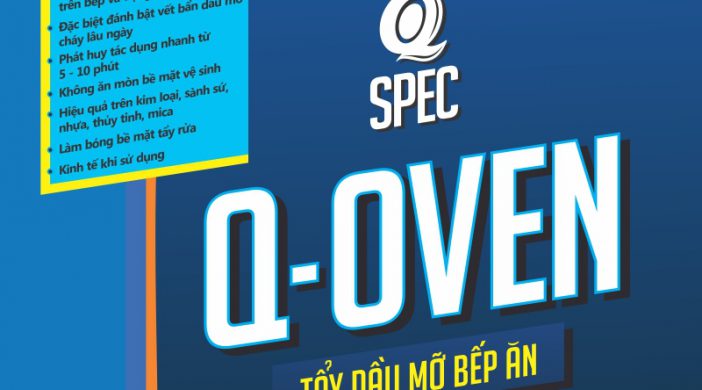 trên bếp và
• Đặc biệt đánh bật vết bẩn dầu mỡ
cháy lâu ngày
• Phát huy tác dụng nhanh từ
5 - 10 phút
• Không ăn mòn bề mặt vệ sinh
• Hiệu quả trên kim loại, sành sứ,
nhựa, thủy tinh, mica
• Làm bóng bề mặt tẩy rửa
• Kinh tế khi sử dụng
Q
SPEC
Q-OVEN
TẨY DẦU MỠ BẾP ĂN